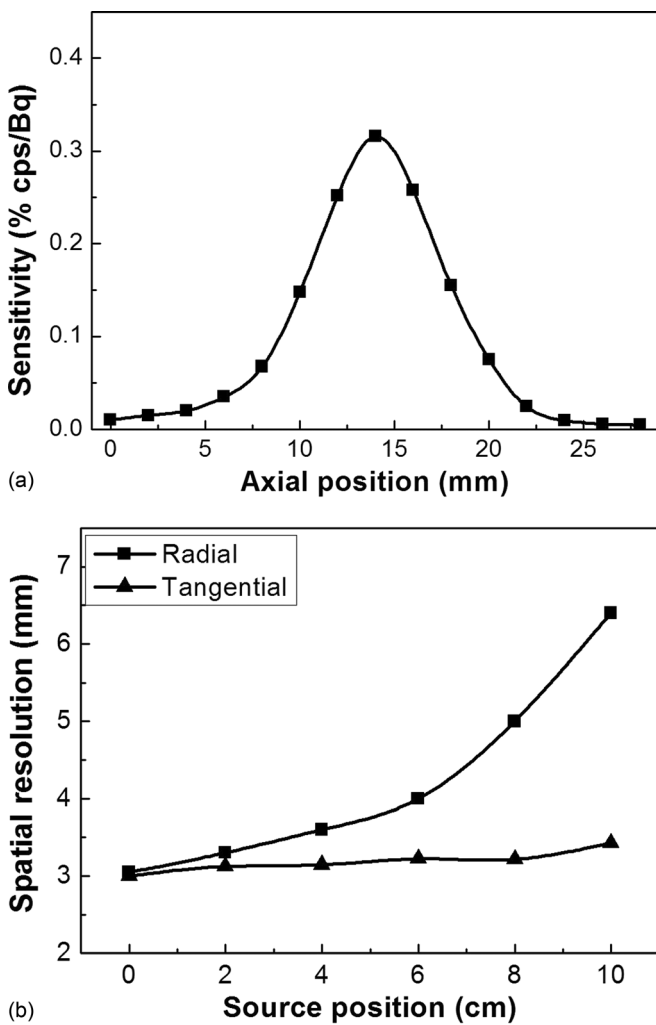 0.4
0.3
0.2
0.1
0.0
Sensitivity (% cps/Bq)
0 5 10 15 20 25
Axial position (mm)
(a)
Radial
Tangential
7
6
5
4
3
2
Spatial resolution (mm)
0 2 4 6 8 10
Source position (cm)
(b)